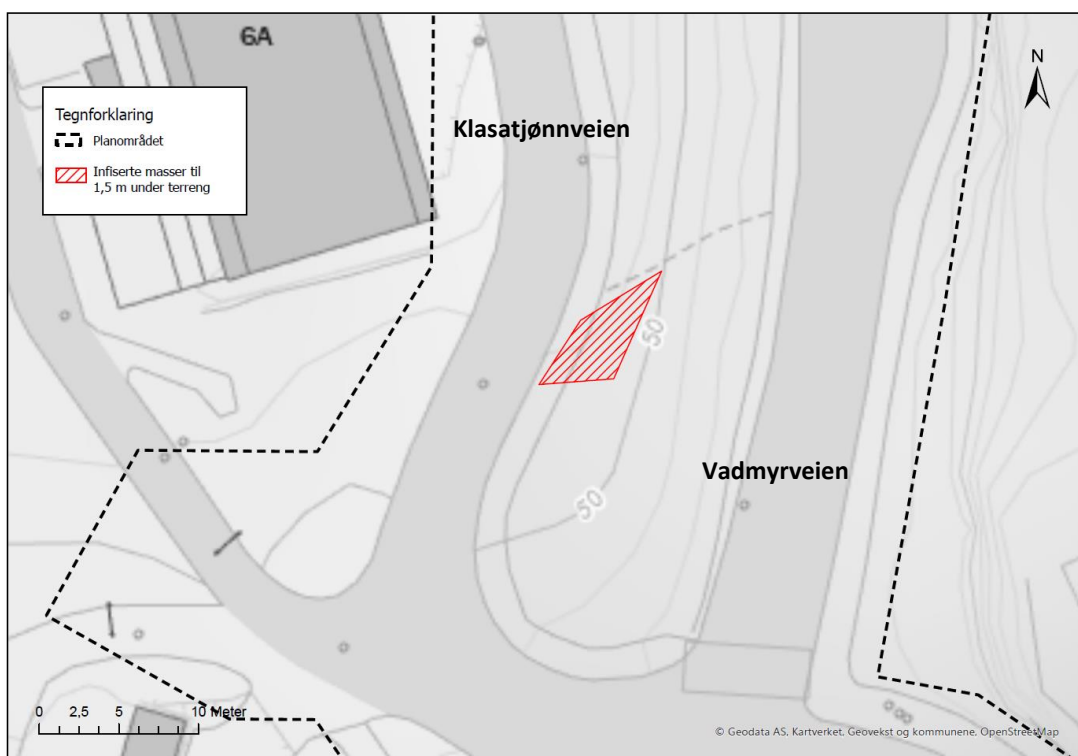 6A
N
Tegnforklaring
Planområdet
Infiserte masser til
1,5 m under terreng
Klasatjønnveien
50
Vadmyrveien
50
0 2,5 5 10 Meter
© Geodata AS, Kartverket, Geovekst og kommunene, OpenStreetMap